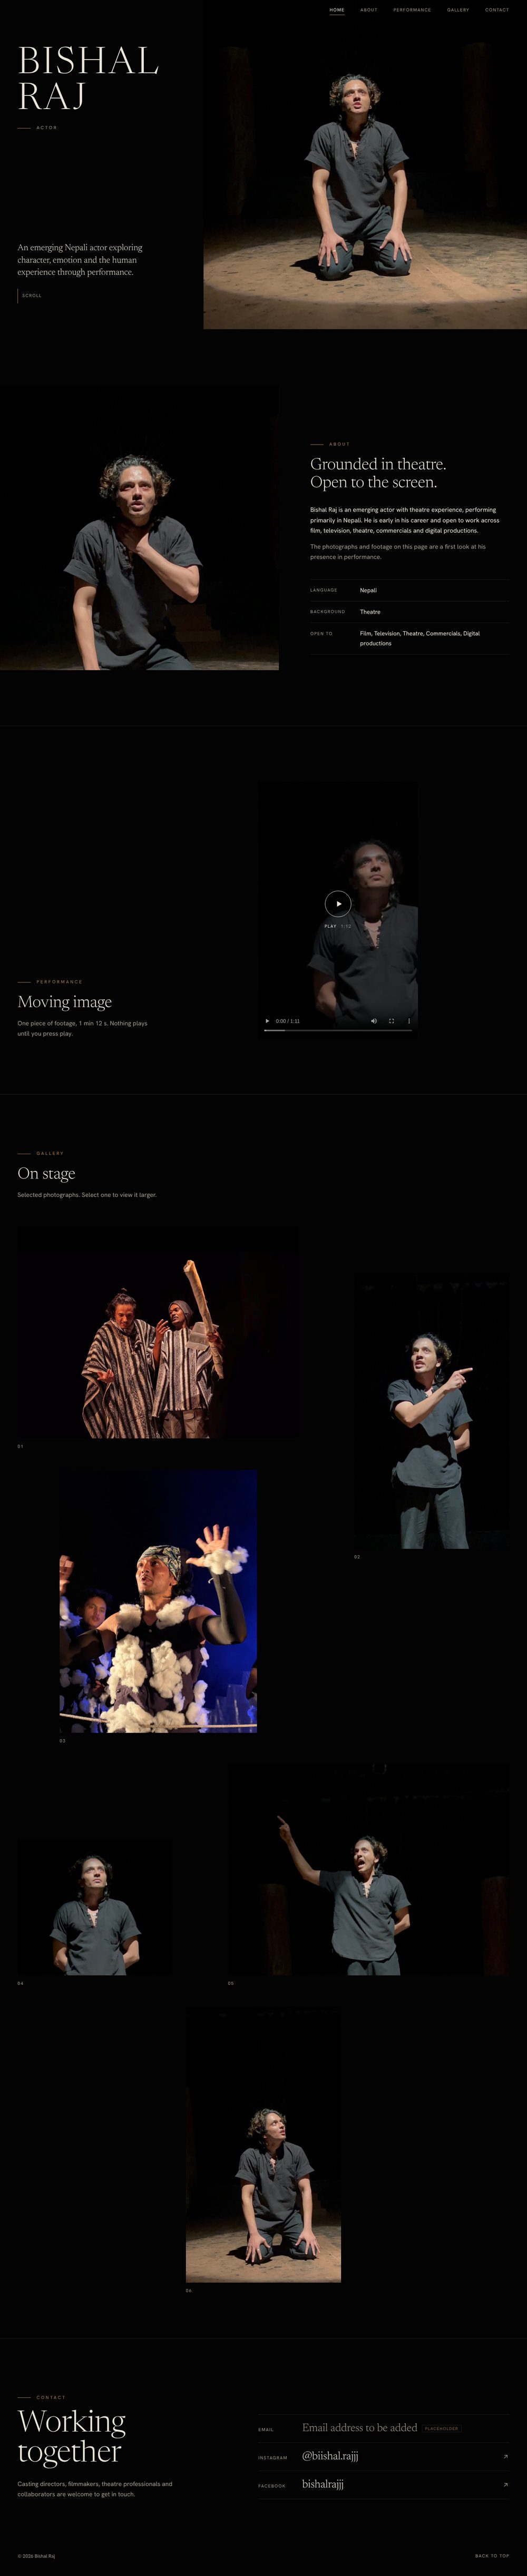 HOME ABOUT PERFORMANCE GALLERY CONTACT
BISHAL
RAJ
ACTOR
An emerging Nepali actor exploring
character, emotion and the human
experience through performance.
SCROLL
ABOUT
Grounded in theatre.
Open to the screen.
Bishal Raj is an emerging actor with theatre experience, performing
primarily in Nepali. He is early in his career and open to work across
film, television, theatre, commercials and digital productions.
The photographs and footage on this page are a first look at his
presence in performance.
LANGUAGE Nepali
BACKGROUND Theatre
OPEN TO Film, Television, Theatre, Commercials, Digital
productions
PLAY 1:12
0:00 / 1:11
PERFORMANCE
Moving image
One piece of footage, 1 min 12 s. Nothing plays
until you press play.
GALLERY
On stage
Selected photographs. Select one to view it larger.
01
02
03
04
05
06
CONTACT
Working
together
Casting directors, filmmakers, theatre companies and
collaborators are welcome to get in touch.
EMAIL Email address to be added PLACEHOLDER
INSTAGRAM @biishal.rajjj ↗
FACEBOOK bishalrajjj ↗
© 2026 Bishal Raj
BACK TO TOP